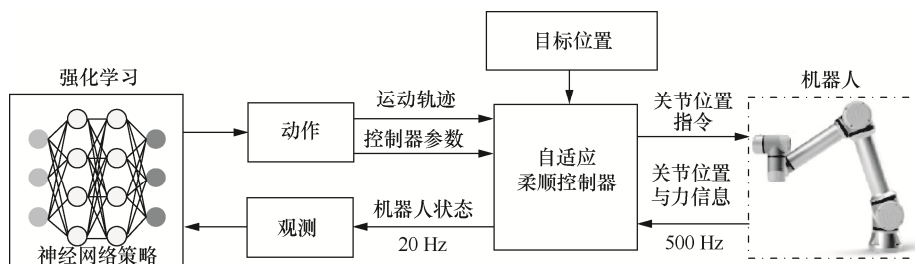 目标位置
强化学习
机器人
运动轨迹
关节位置
指令
动作
控制器参数
自适应
柔顺控制器
关节位置
与力信息
机器人状态
观测
20 Hz
500 Hz
神经网络策略